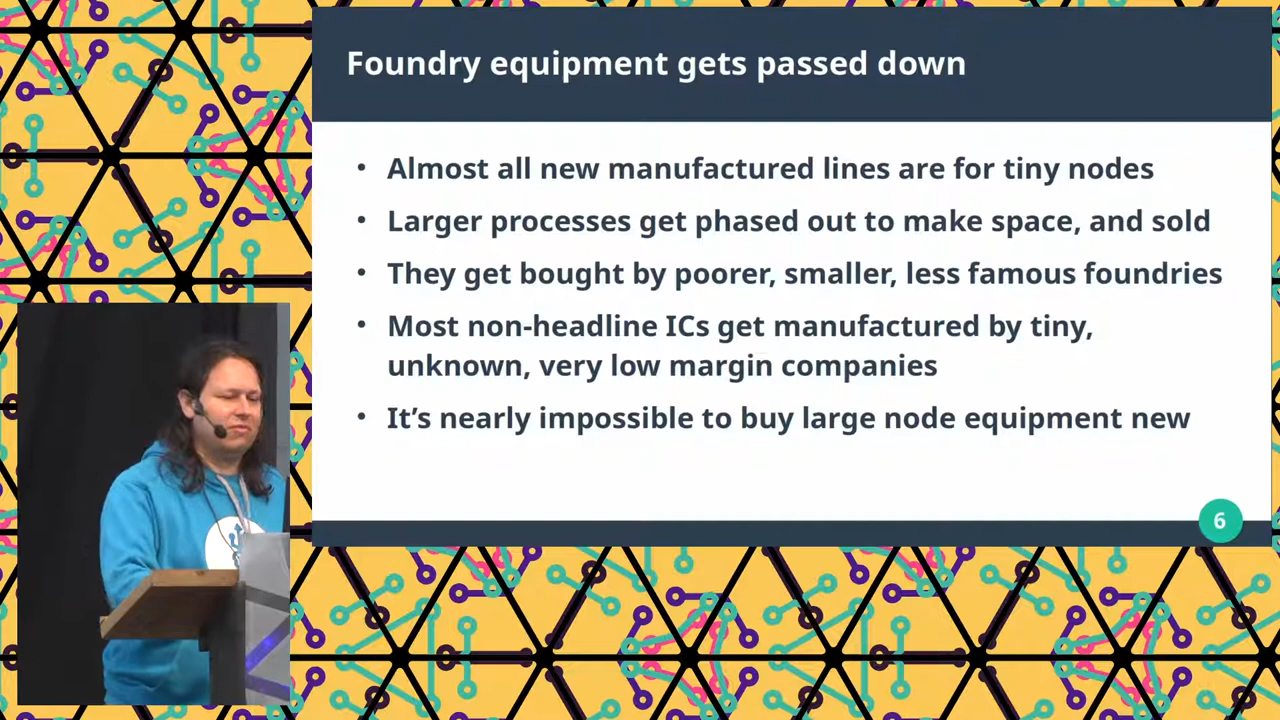 Foundry equipment gets passed down
• Almost all new manufactured lines are for tiny nodes
• Larger processes get phased out to make space, and sold
• They get bought by poorer, smaller, less famous foundries
• Most non-headline ICs get manufactured by tiny,
unknown, very low margin companies
• It’s nearly impossible to buy large node equipment new
6